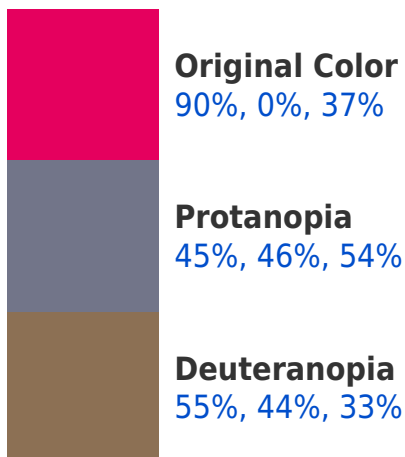 Original Color
90%, 0%, 37%
Protanopia
45%, 46%, 54%
Deuteranopia
55%, 44%, 33%